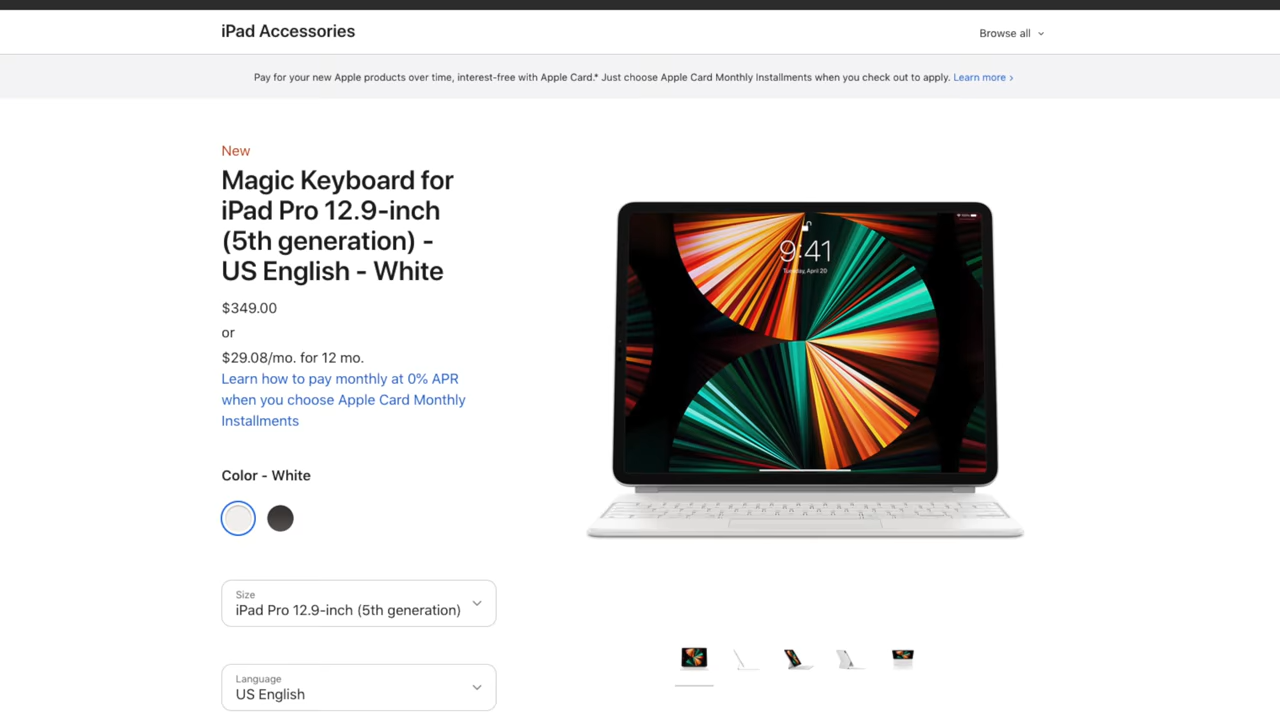 iPad Accessories
Browse all
Pay for your new Apple products over time, interest-free with Apple Card.* Just choose Apple Card Monthly Installments when you check out to apply. Learn more >
New
Magic Keyboard for
iPad Pro 12.9-inch
(5th generation) -
US English - White
$349.00
or
$29.08/mo. for 12 mo.
Learn how to pay monthly at 0% APR
when you choose Apple Card Monthly
Installments
Color - White
Size
iPad Pro 12.9-inch (5th generation)
Language
US English
9:41
Tuesday, April 20